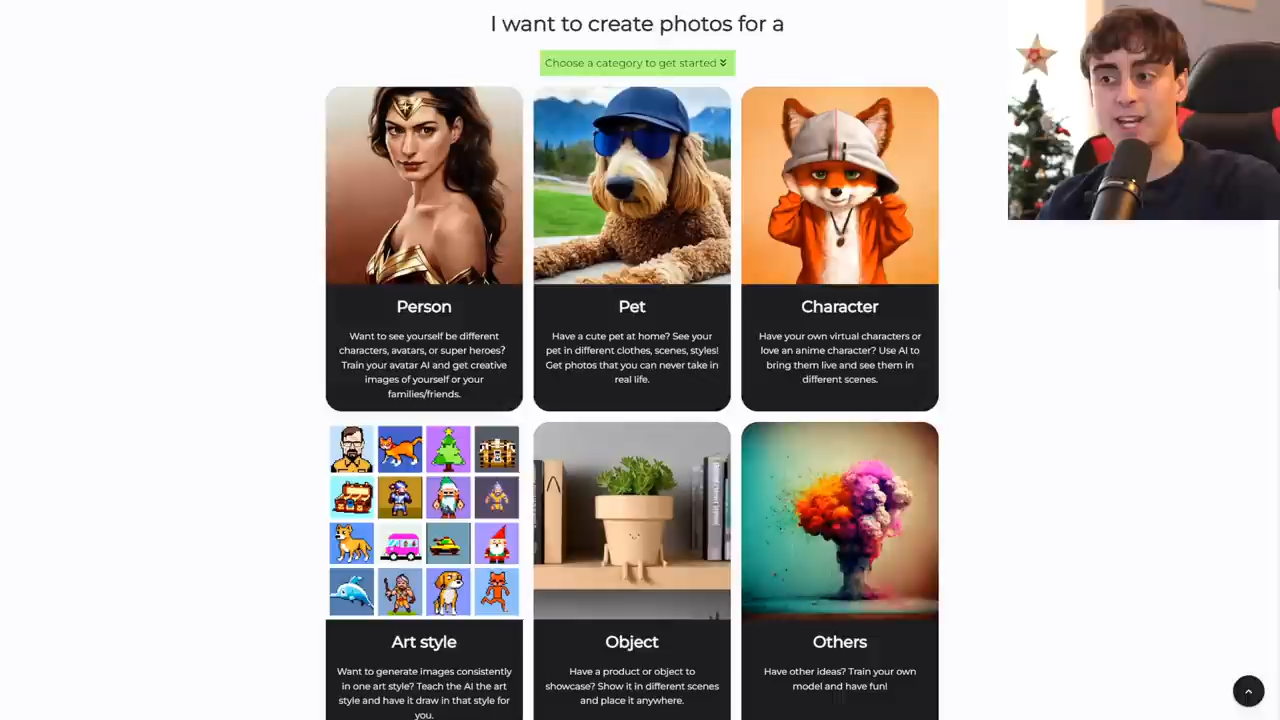 I want to create photos for a
Choose a category to get started
Person
Want to see yourself be different
characters, avatars, or super heroes?
Train your avatar AI and get creative
images of yourself or your
families/friends.
Pet
Have a cute pet at home? See your
pet in different clothes, scenes, styles!
Get photos that you can never take in
real life.
Character
Have your own virtual characters or
love an anime character? Use AI to
bring them live and see them in
different scenes.
Art style
Want to generate images consistently
in one art style? Teach the AI the art
style and have it draw in that style for
you.
Object
Have a product or object to
showcase? Show it in different scenes
and place it anywhere.
Others
Have other ideas? Train your own
model and have fun!